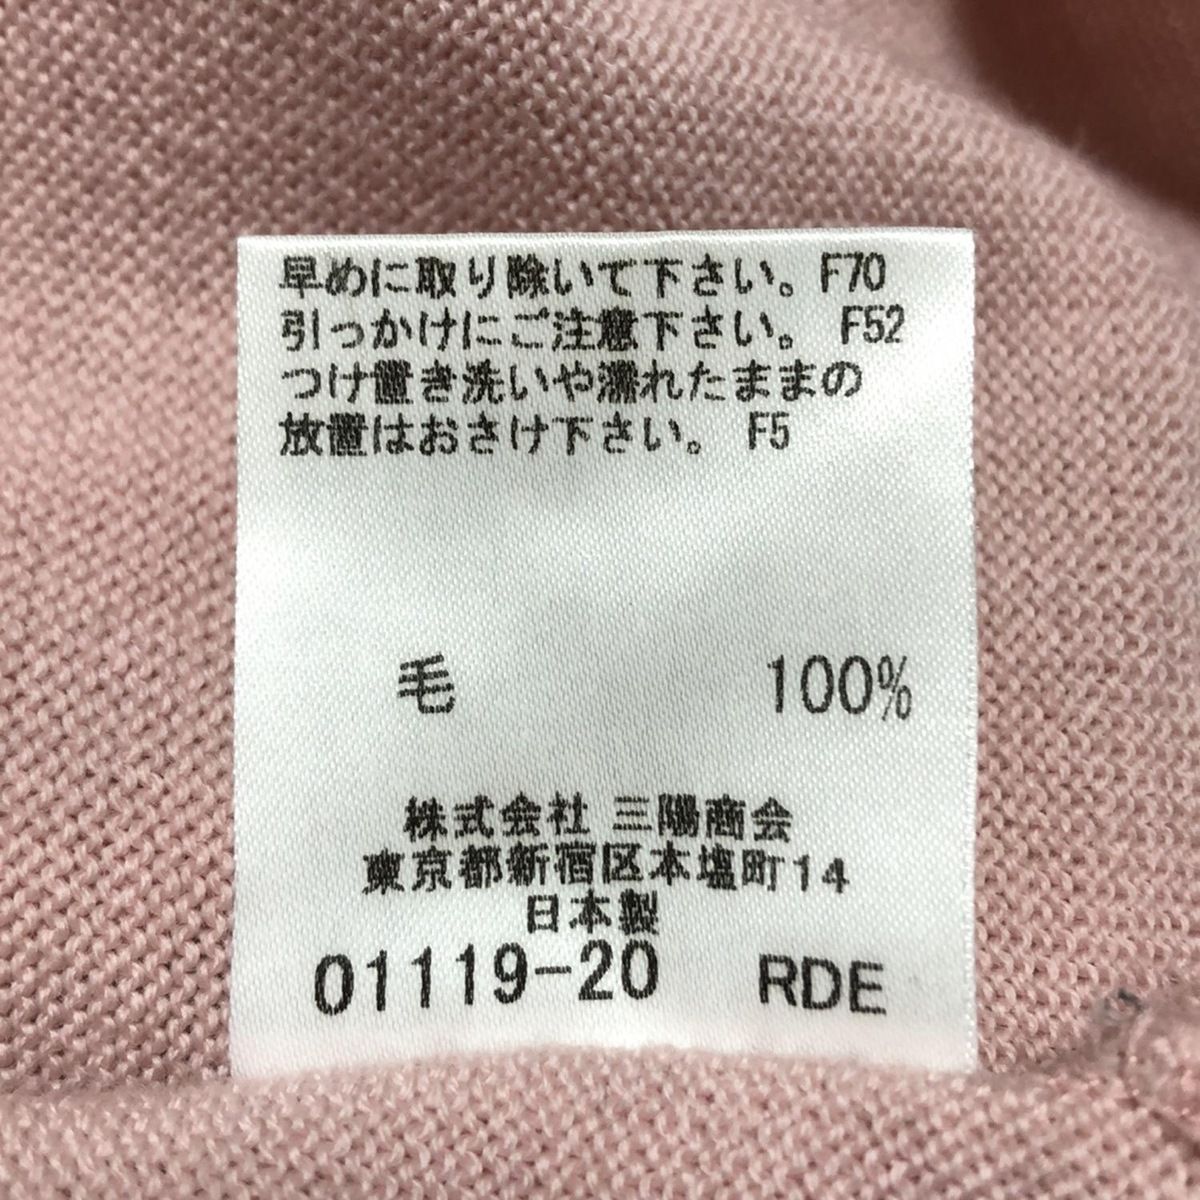 早めに取り除いて下さい。F70
引っかけにご注意下さい。 F52
つけ置き洗いや濡れたままの
放置はおさけ下さい。 F5
毛 100%
株式会社 三陽商会
東京都新宿区本塩町14
日本製
01119-20 RDE